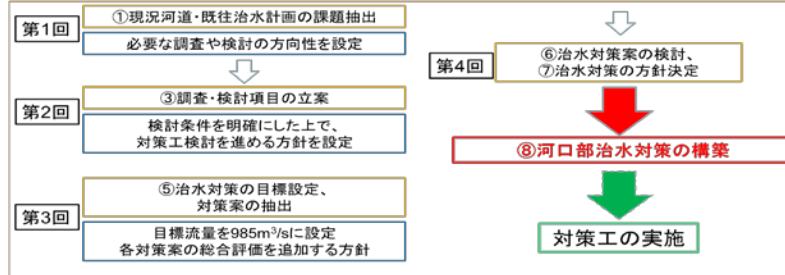 第1回
①現況河道・既往治水計画の課題抽出
必要な調査や検討の方向性を設定
第2回
③調査・検討項目の立案
検討条件を明確にした上で、
対策工検討を進める方針を設定
第3回
⑤治水対策の目標設定、
対策案の抽出
目標流量を985m³/sに設定
各対策案の総合評価を追加する方針
第4回
⑥治水対策案の検討、
⑦治水対策の方針決定
⑧河口部治水対策の構築
対策工の実施